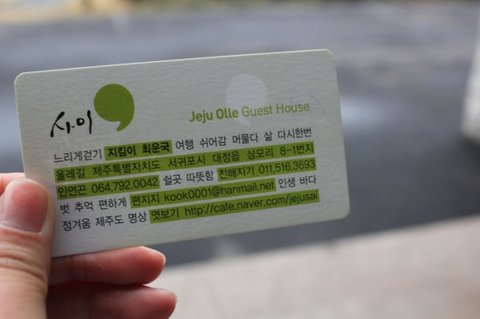 사이
Jeju Olle Guest House
느리게걷기 지킴이 최운국 여행 쉬어감 머물다 삶 다시한번
올레길 제주특별자치도 서귀포시 대정읍 상모리 8-1번지
인연끈 064.792.0042 쉴곳 따뜻함 친해지기 011.516.3693
벗 추억 편하게 편지지 kook0001@hanmail.net 인생 바다
정겨움 제주도 명상 엿보기 http://cafe.naver.com/jejusai